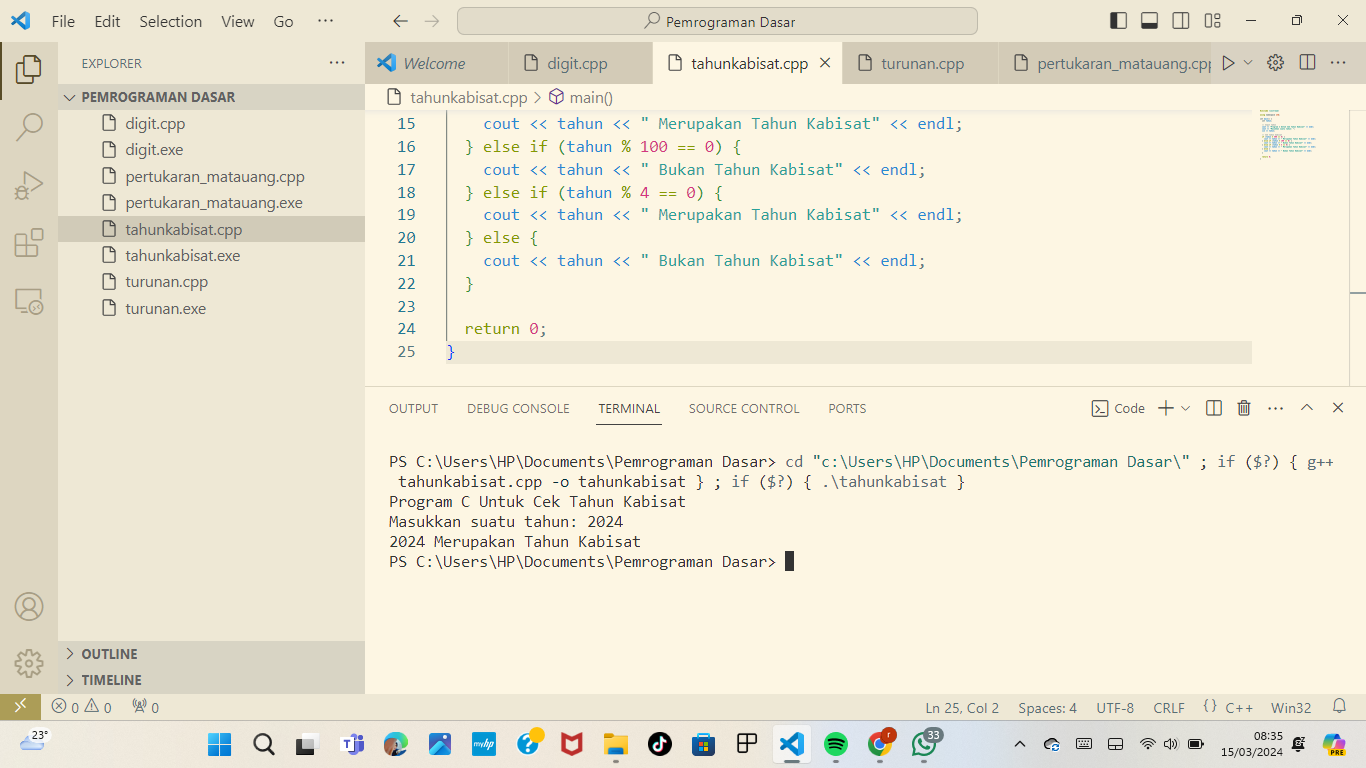 File Edit Selection View Go ···
Pemrograman Dasar
EXPLORER
PEMROGRAMAN DASAR
digit.cpp
digit.exe
pertukaran_matauang.cpp
pertukaran_matauang.exe
tahunkabisat.cpp
tahunkabisat.exe
turunan.cpp
turunan.exe
OUTLINE
TIMELINE
Welcome digit.cpp tahunkabisat.cpp turunan.cpp pertukaran_matauang.cpp
tahunkabisat.cpp > main()
15 cout << tahun << " Merupakan Tahun Kabisat" << endl;
16 } else if (tahun % 100 == 0) {
17 cout << tahun << " Bukan Tahun Kabisat" << endl;
18 } else if (tahun % 4 == 0) {
19 cout << tahun << " Merupakan Tahun Kabisat" << endl;
20 } else {
21 cout << tahun << " Bukan Tahun Kabisat" << endl;
22 }
23
24 return 0;
25 }
OUTPUT DEBUG CONSOLE TERMINAL SOURCE CONTROL PORTS
Code
PS C:\Users\HP\Documents\Pemrograman Dasar> cd "c:\Users\HP\Documents\Pemrograman Dasar\" ; if ($?) { g++
tahunkabisat.cpp -o tahunkabisat } ; if ($?) { .\tahunkabisat }
Program C Untuk Cek Tahun Kabisat
Masukkan suatu tahun: 2024
2024 Merupakan Tahun Kabisat
PS C:\Users\HP\Documents\Pemrograman Dasar>
0 0 0
Ln 25, Col 2 Spaces: 4 UTF-8 CRLF {} C++ Win32
23°
myhp
r
33
08:35
15/03/2024
PRE